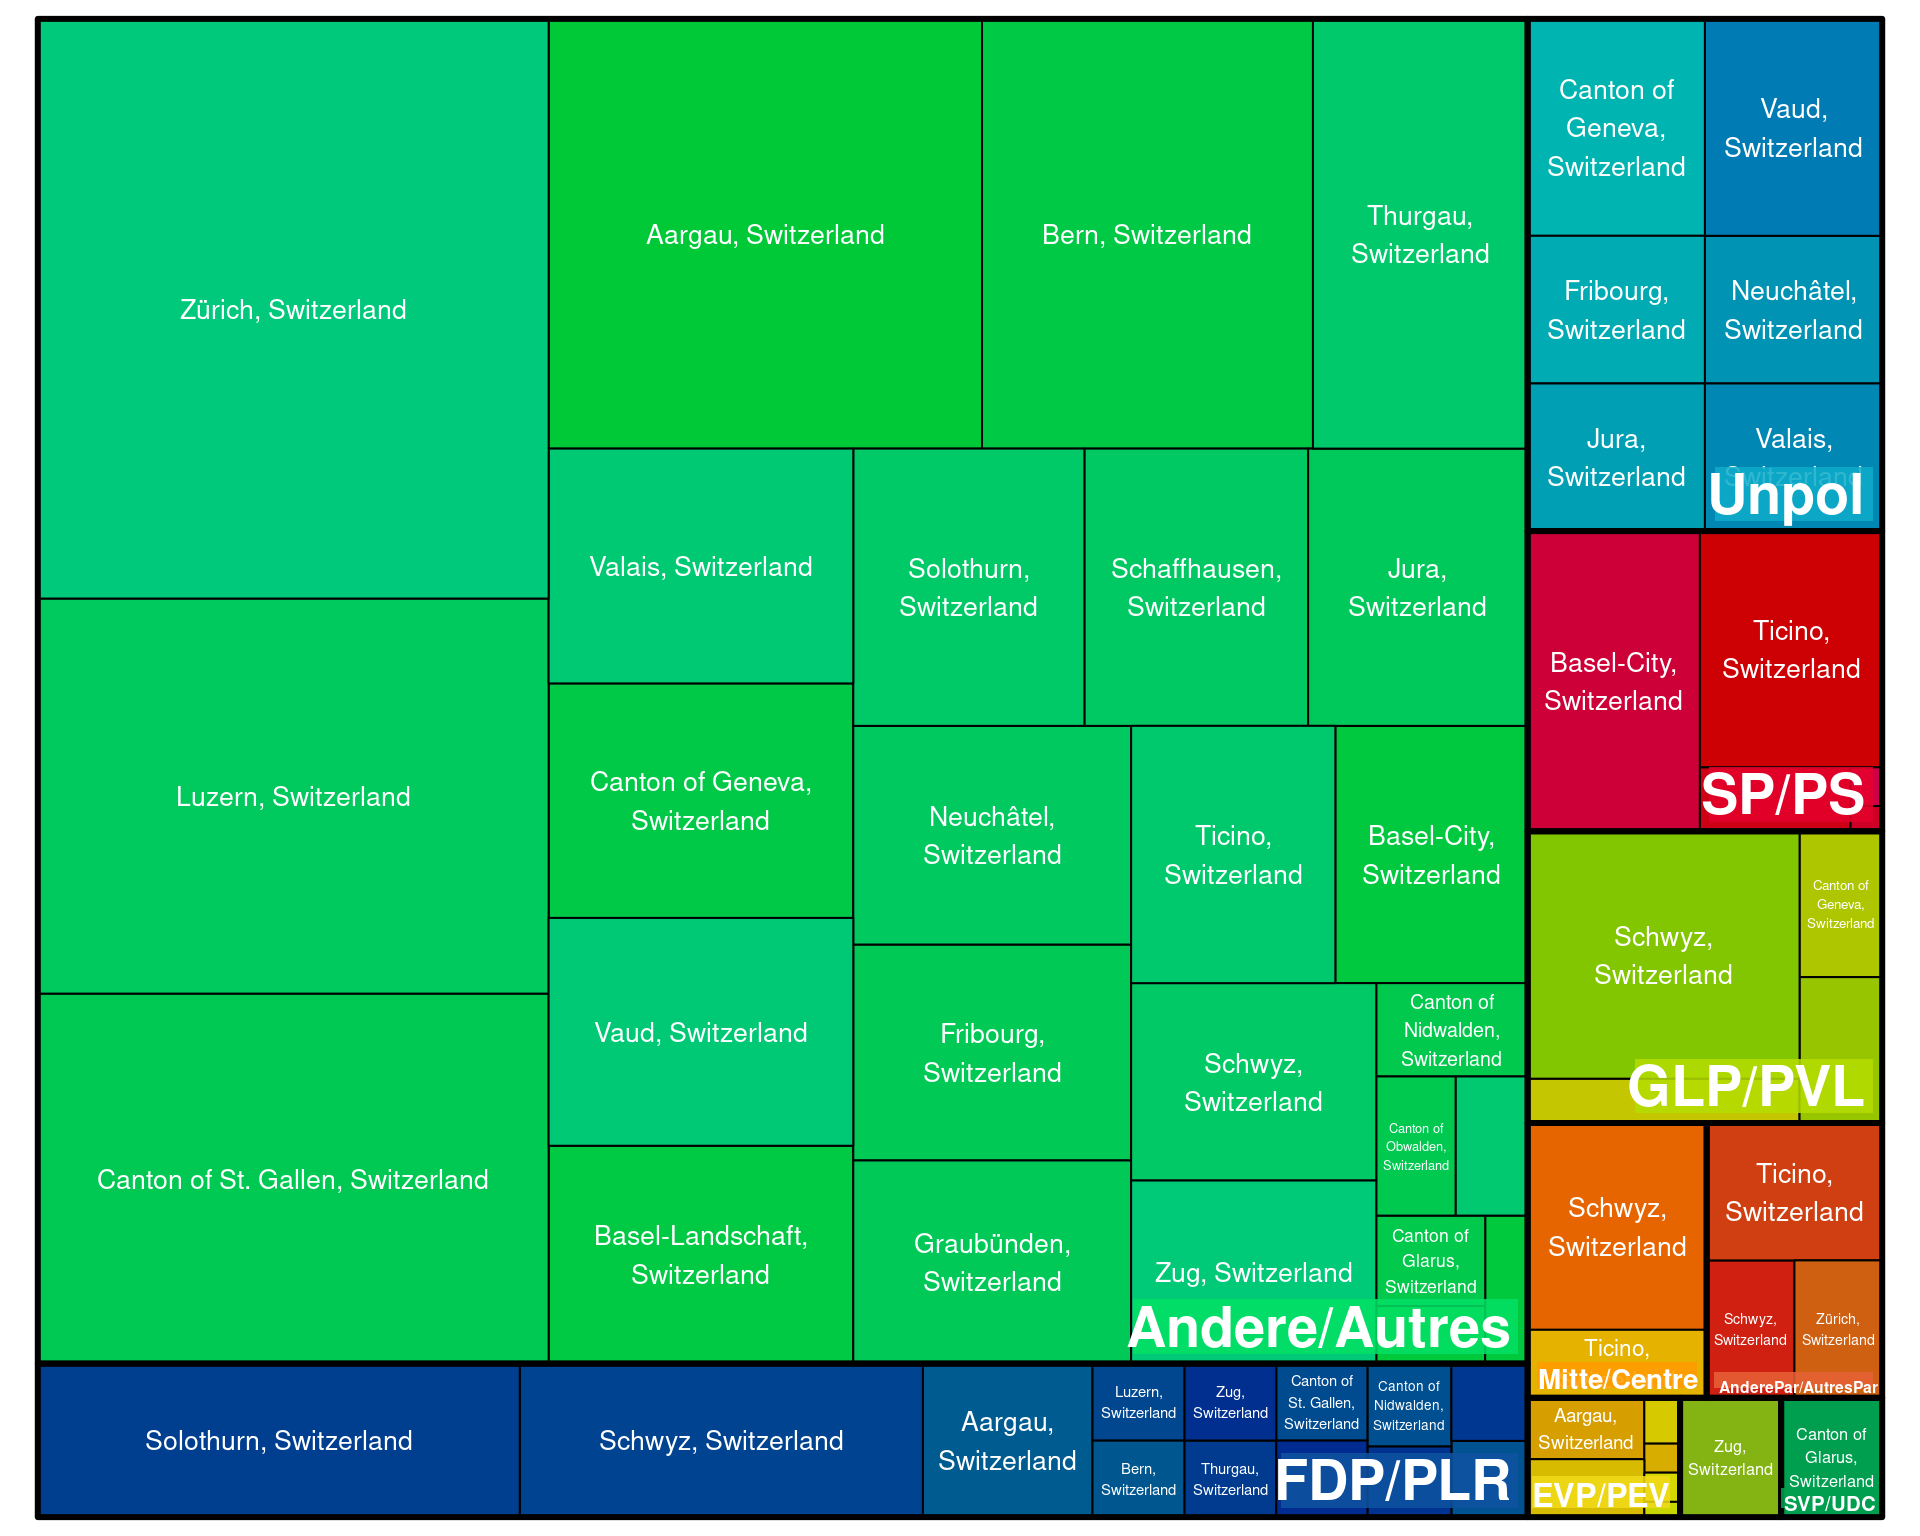 Zürich, Switzerland
Luzern, Switzerland
Canton of St. Gallen, Switzerland
Aargau, Switzerland
Bern, Switzerland
Thurgau,
Switzerland
Valais, Switzerland
Canton of Geneva,
Switzerland
Vaud, Switzerland
Basel-Landschaft,
Switzerland
Solothurn,
Switzerland
Schaffhausen,
Switzerland
Jura,
Switzerland
Neuchâtel,
Switzerland
Fribourg,
Switzerland
Graubünden,
Switzerland
Ticino,
Switzerland
Basel-City,
Switzerland
Schwyz,
Switzerland
Zug, Switzerland
Canton of
Nidwalden,
Switzerland
Canton of
Obwalden,
Switzerland
Canton of
Glarus,
Switzerland
Andere/Autres
Solothurn, Switzerland
Schwyz, Switzerland
Aargau,
Switzerland
Luzern,
Switzerland
Bern,
Switzerland
Zug,
Switzerland
Thurgau,
Switzerland
Canton of
St. Gallen,
Switzerland
Canton of
Nidwalden,
Switzerland
FDP/PLR
Canton of
Geneva,
Switzerland
Vaud,
Switzerland
Fribourg,
Switzerland
Neuchâtel,
Switzerland
Jura,
Switzerland
Valais,
Switzerland
Unpol
Basel-City,
Switzerland
Ticino,
Switzerland
SP/PS
Schwyz,
Switzerland
Canton of
Geneva,
Switzerland
GLP/PVL
Schwyz,
Switzerland
Ticino,
Mitte/Centre
Ticino,
Switzerland
Schwyz,
Switzerland
Zürich,
Switzerland
AnderePar/AutresPar
Aargau,
Switzerland
EVP/PEV
Zug,
Switzerland
Canton of
Glarus,
Switzerland
SVP/UDC